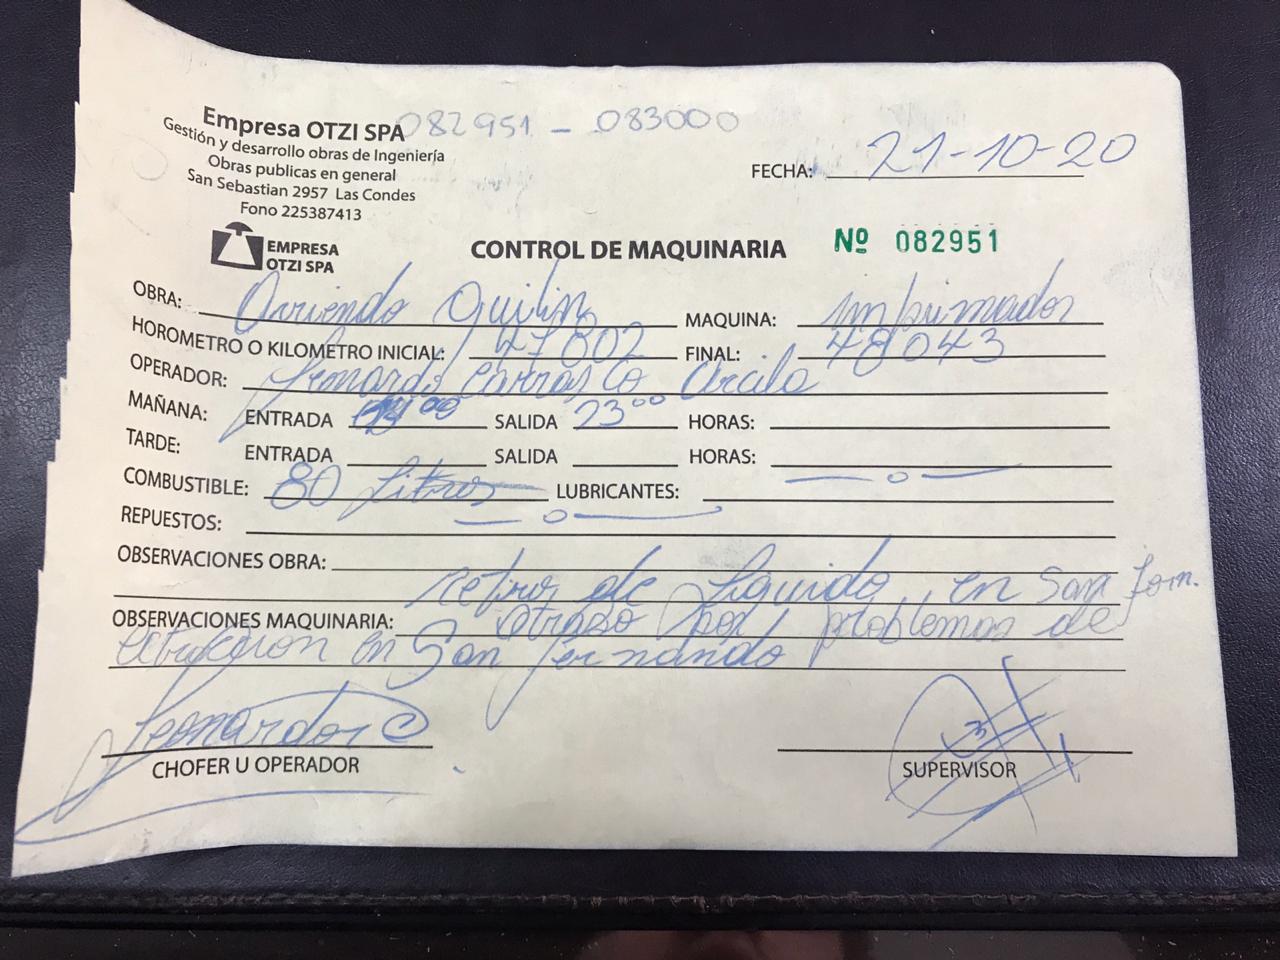 Empresa OTZI SPA 082951 - 083000
Gestión y desarrollo obras de Ingeniería
Obras publicas en general
San Sebastian 2957 Las Condes
Fono 225387413
FECHA: 21-10-20
EMPRESA
OTZI SPA
CONTROL DE MAQUINARIA Nº 082951
OBRA: Arriendo Quilin MAQUINA: Imprimador
HOROMETRO O KILOMETRO INICIAL: 47802 FINAL: 48043
OPERADOR: Leonardo Carrasco
MAÑANA: ENTRADA SALIDA 23⁰⁰ HORAS:
TARDE: ENTRADA SALIDA HORAS:
COMBUSTIBLE: 80 Litros LUBRICANTES: —o—
REPUESTOS: —o—
OBSERVACIONES OBRA:
retiro de liquido en San Fern.
OBSERVACIONES MAQUINARIA: atraso por problemas de
en San Fernando
Leonardo C
CHOFER U OPERADOR SUPERVISOR